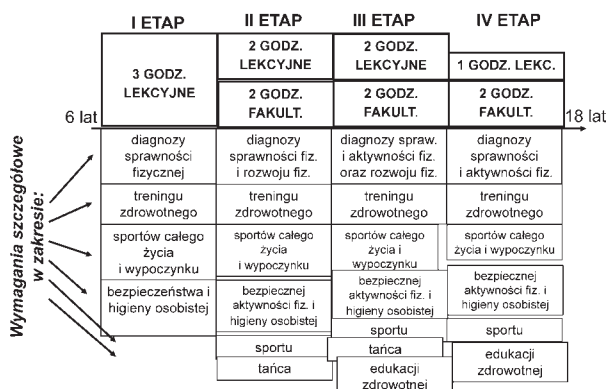 I ETAP
II ETAP
III ETAP
IV ETAP
3 GODZ.
LEKCYJNE
2 GODZ.
LEKCYJNE
2 GODZ.
FAKULT.
2 GODZ.
LEKCYJNE
2 GODZ.
FAKULT.
1 GODZ. LEKC.
2 GODZ.
FAKULT.
6 lat
18 lat
Wymagania szczegółowe
w zakresie:
diagnozy
sprawności
fizycznej
treningu
zdrowotnego
sportów całego
życia
i wypoczynku
bezpieczeństwa i
higieny osobistej
diagnozy
sprawności fiz.
i rozwoju fiz.
treningu
zdrowotnego
sportów całego
życia
i wypoczynku
bezpiecznej
aktywności fiz. i
higieny osobistej
sportu
tańca
diagnozy spraw.
i aktywności fiz.
oraz rozwoju fiz.
treningu
zdrowotnego
sportów całego
życia i
wypoczynku
bezpiecznej
aktywności fiz. i
higieny osobistej
sportu
tańca
edukacji
zdrowotnej
diagnozy
sprawności
i aktywności fiz.
treningu
zdrowotnego
sportów całego
życia i wypoczynku
bezpiecznej
aktywności fiz. i
higieny osobistej
sportu
edukacji
zdrowotnej